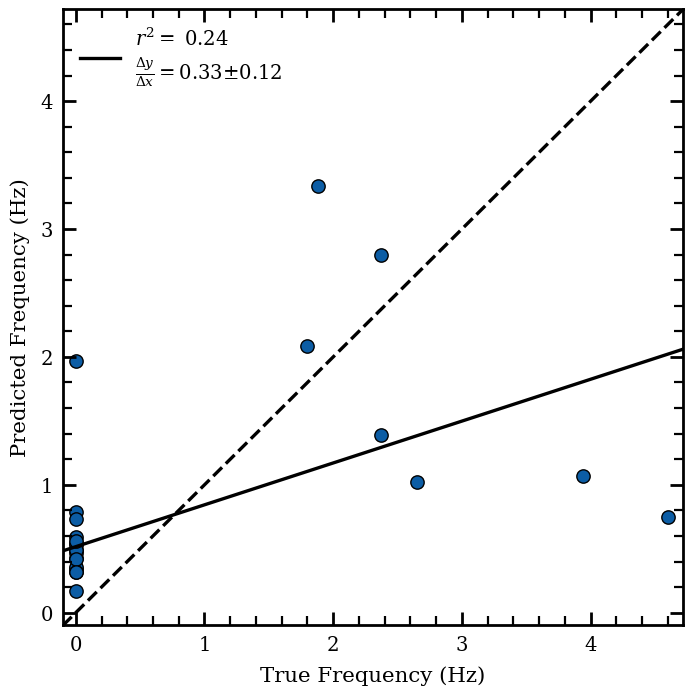 r² = 0.24
Δy/Δx = 0.33±0.12
Predicted Frequency (Hz)
4
3
2
1
0
0 1 2 3 4
True Frequency (Hz)